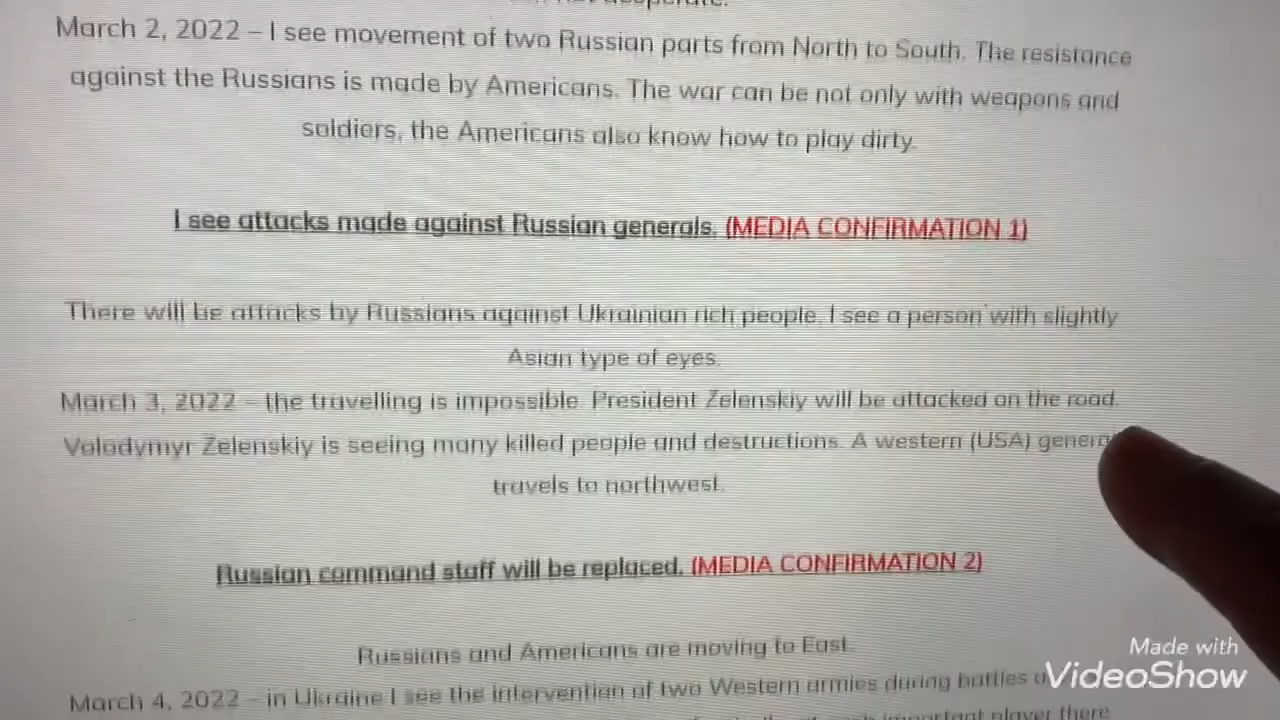 March 2, 2022 – I see movement of two Russian parts from North to South. The resistance
against the Russians is made by Americans. The war can be not only with weapons and
soldiers, the Americans also know how to play dirty.
I see attacks made against Russian generals. (MEDIA CONFIRMATION 1)
There will be attacks by Russians against Ukrainian rich people. I see a person with slightly
Asian type of eyes.
March 3, 2022 – the travelling is impossible. President Zelenskiy will be attacked on the road.
Volodymyr Zelenskiy is seeing many killed people and destructions. A western (USA) general
travels to northwest.
Russian command staff will be replaced. (MEDIA CONFIRMATION 2)
Russians and Americans are moving to East.
March 4, 2022 – in Ukraine I see the intervention of two Western armies during battles
important player there
Made with
VideoShow